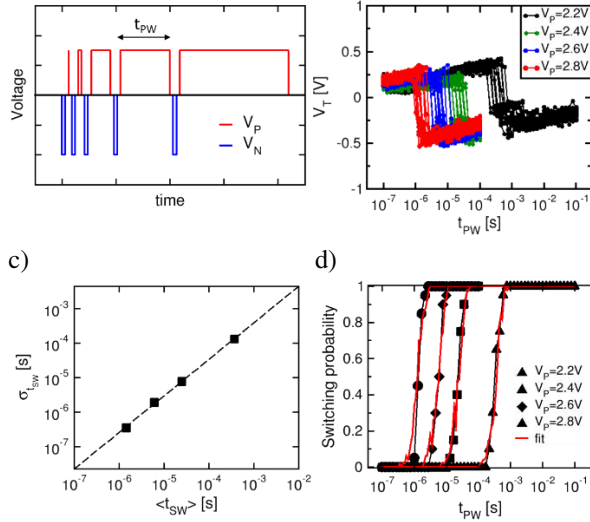 t_PW
Voltage
V_P
V_N
time
V_P=2.2V
V_P=2.4V
V_P=2.6V
V_P=2.8V
V_T [V]
1
0.5
0
-0.5
-1
10^-7 10^-6 10^-5 10^-4 10^-3 10^-2 10^-1
t_PW [s]
c)
σ_t_SW [s]
10^-3
10^-4
10^-5
10^-6
10^-7
10^-7 10^-6 10^-5 10^-4 10^-3 10^-2
<t_SW> [s]
d)
Switching probability
1
0.8
0.6
0.4
0.2
0
V_P=2.2V
V_P=2.4V
V_P=2.6V
V_P=2.8V
fit
10^-7 10^-6 10^-5 10^-4 10^-3 10^-2 10^-1
t_PW [s]